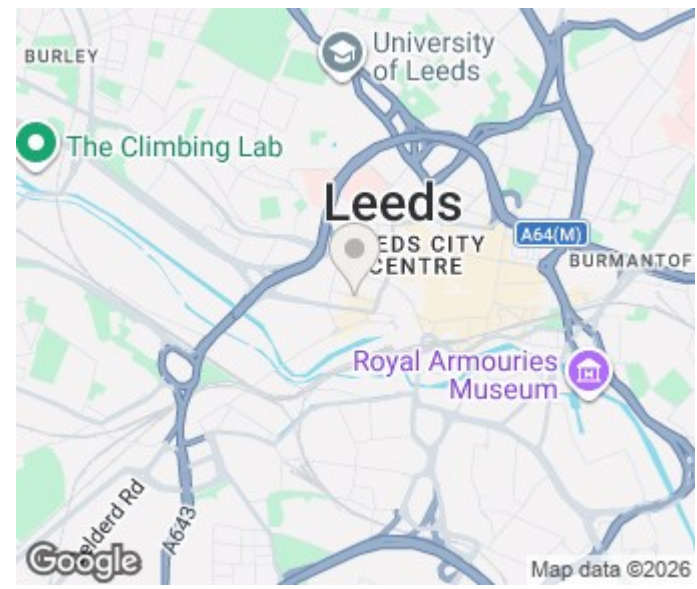 BURLEY
University
of Leeds
The Climbing Lab
Leeds
EDS CITY
CENTRE
A64(M)
BURMANTOF
Royal Armouries
Museum
elderd Rd
A643
Google
Map data ©2026